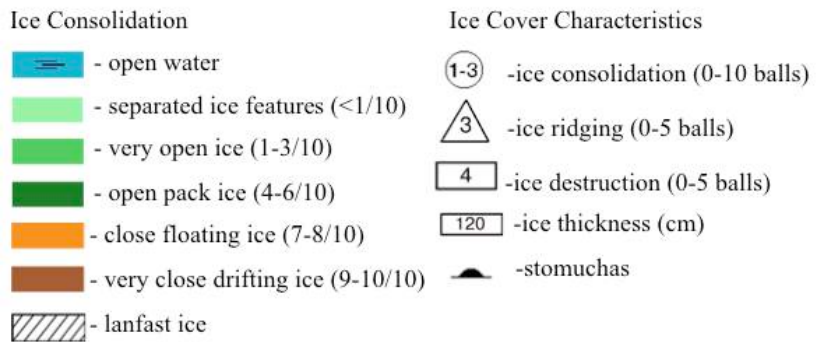 Ice Consolidation
- open water
- separated ice features (<1/10)
- very open ice (1-3/10)
- open pack ice (4-6/10)
- close floating ice (7-8/10)
- very close drifting ice (9-10/10)
- lanfast ice
Ice Cover Characteristics
1-3 -ice consolidation (0-10 balls)
3 -ice ridging (0-5 balls)
4 -ice destruction (0-5 balls)
120 -ice thickness (cm)
-stomuchas